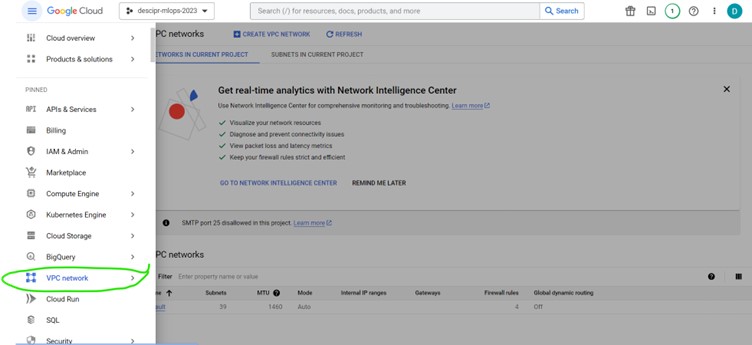 Google Cloud
descipr-mlops-2023
Search (/) for resources, docs, products, and more
Search
1
D
Cloud overview
Products & solutions
PINNED
APIs & Services
Billing
IAM & Admin
Marketplace
Compute Engine
Kubernetes Engine
Cloud Storage
BigQuery
VPC network
Cloud Run
SQL
Security
PC networks
CREATE VPC NETWORK
REFRESH
ETWORKS IN CURRENT PROJECT
SUBNETS IN CURRENT PROJECT
Get real-time analytics with Network Intelligence Center
Use Network Intelligence Center for comprehensive monitoring and troubleshooting. Learn more
Visualize your network resources
Diagnose and prevent connectivity issues
View packet loss and latency metrics
Keep your firewall rules strict and efficient
GO TO NETWORK INTELLIGENCE CENTER
REMIND ME LATER
SMTP port 25 disallowed in this project. Learn more
PC networks
Filter Enter property name or value
me Subnets MTU Mode Internal IP ranges Gateways Firewall rules Global dynamic routing
ault 39 1460 Auto 4 Off